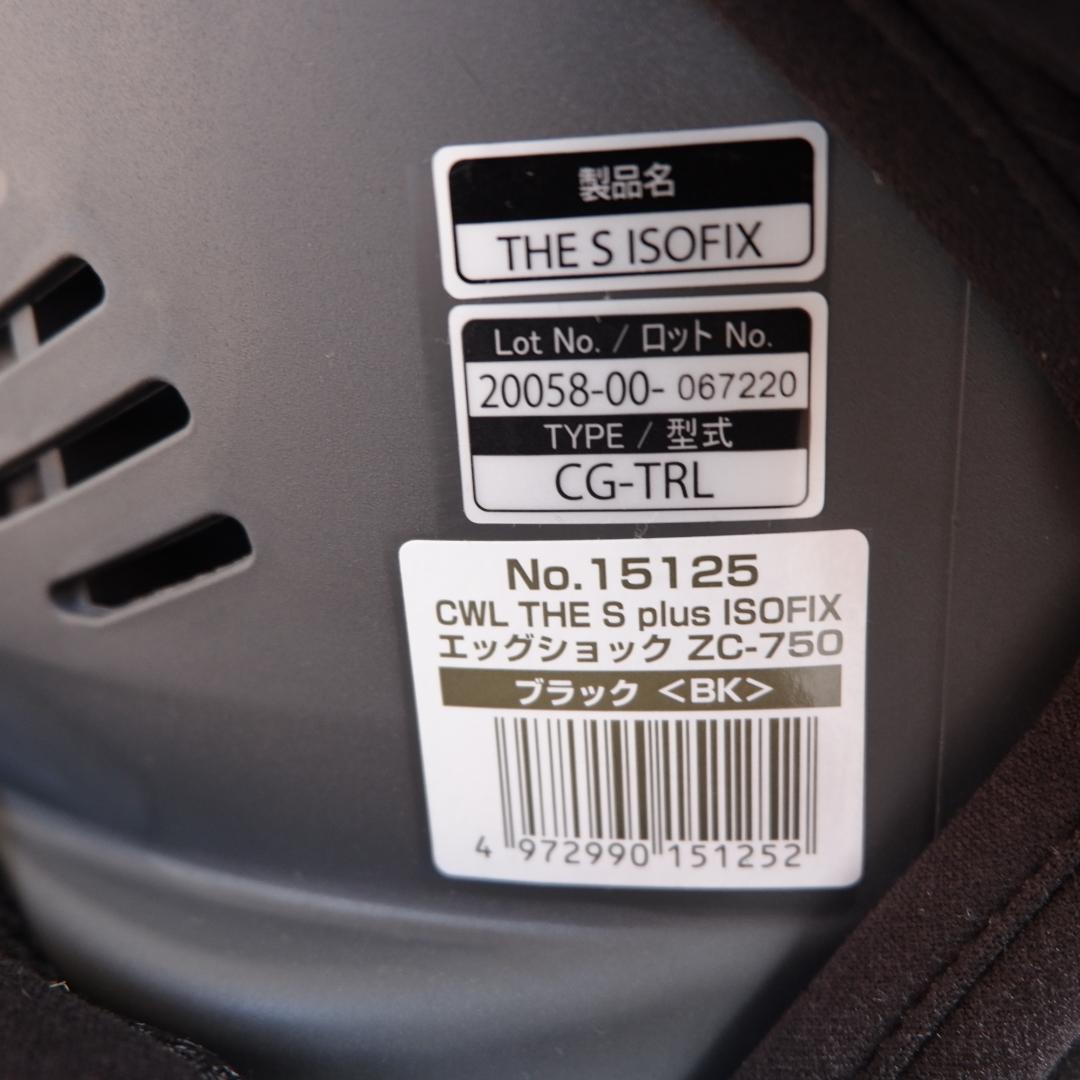 製品名
THE S ISOFIX
Lot No. / ロット No.
20058-00- 067220
TYPE / 型式
CG-TRL
No.15125
CWL THE S plus ISOFIX
エッグショック ZC-750
ブラック <BK>
4 972990 151252